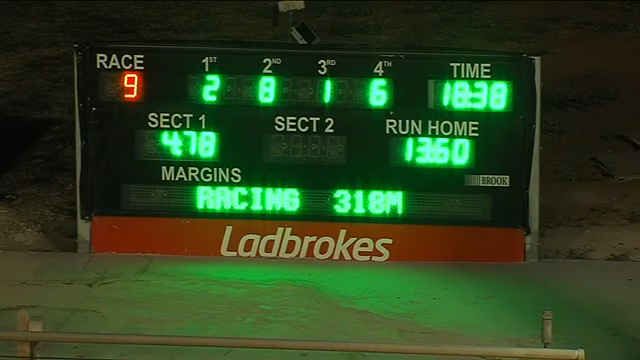 RACE 1ST 2ND 3RD 4TH TIME
9 2 8 1 6 18:38
SECT 1 SECT 2 RUN HOME
4.78 13.60
MARGINS
BROOK
RACING 318M
Ladbrokes